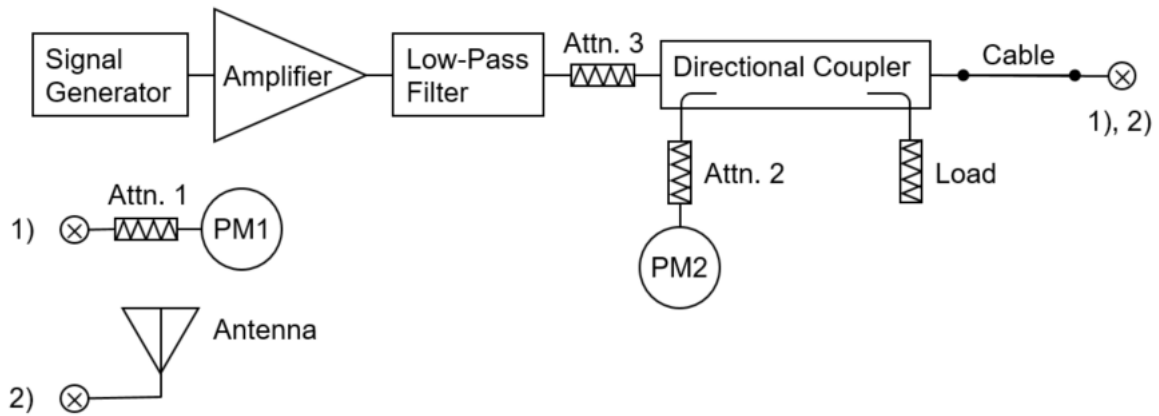 Signal
Generator
Amplifier
Low-Pass
Filter
Attn. 3
Directional Coupler
Cable
1), 2)
Attn. 2
Load
PM2
1)
Attn. 1
PM1
Antenna
2)